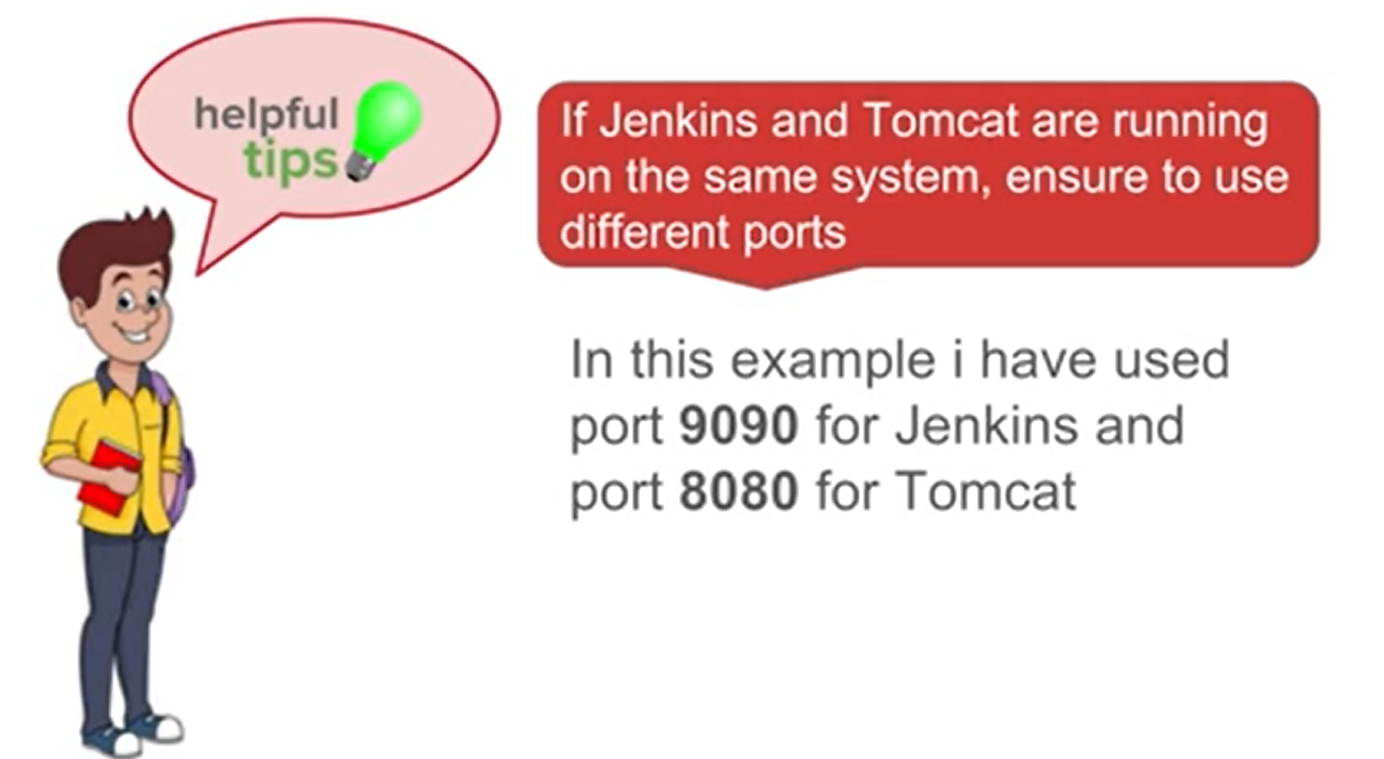 helpful
tips
If Jenkins and Tomcat are running
on the same system, ensure to use
different ports
In this example i have used
port 9090 for Jenkins and
port 8080 for Tomcat